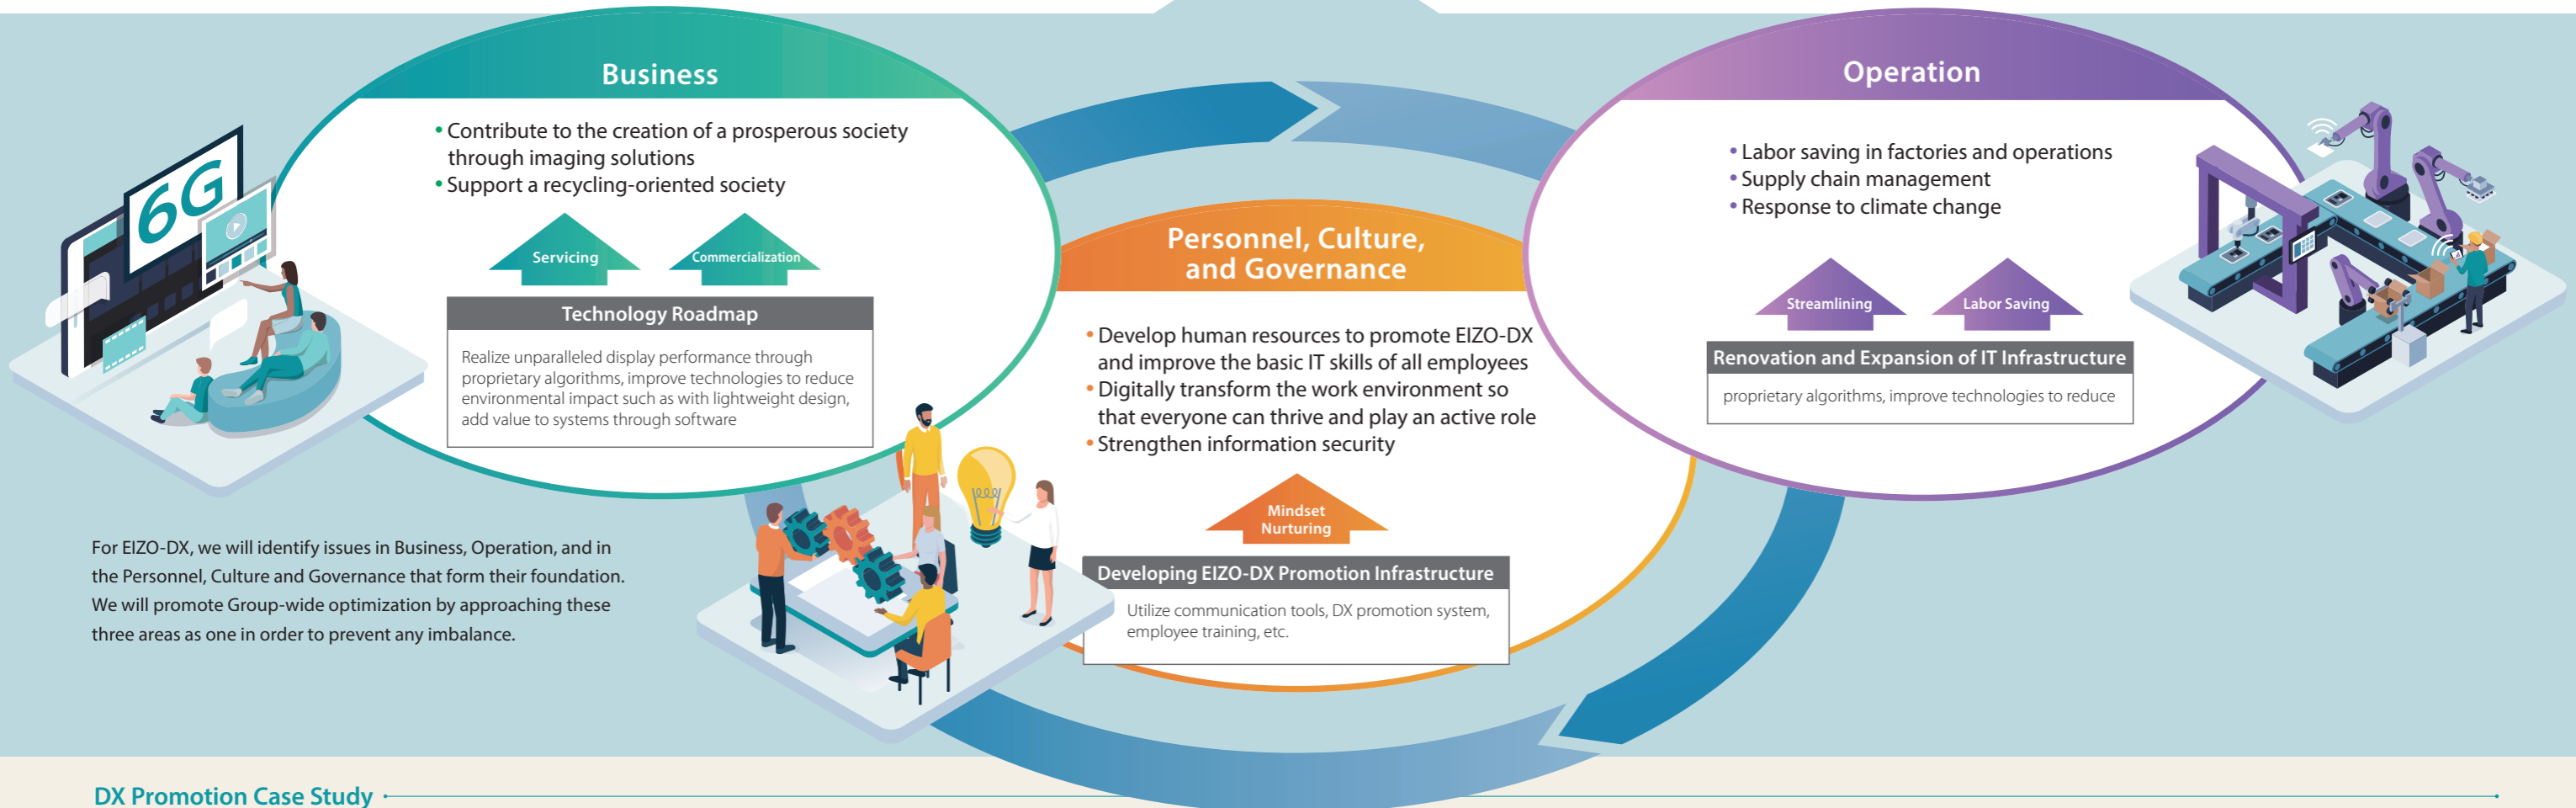 Business
• Contribute to the creation of a prosperous society
through imaging solutions
• Support a recycling-oriented society
Servicing
Commercialization
Technology Roadmap
Realize unparalleled display performance through
proprietary algorithms, improve technologies to reduce
environmental impact such as with lightweight design,
add value to systems through software
6G
Personnel, Culture,
and Governance
• Develop human resources to promote EIZO-DX
and improve the basic IT skills of all employees
• Digitally transform the work environment so
that everyone can thrive and play an active role
• Strengthen information security
Mindset
Nurturing
Developing EIZO-DX Promotion Infrastructure
Utilize communication tools, DX promotion system,
employee training, etc.
Operation
• Labor saving in factories and operations
• Supply chain management
• Response to climate change
Streamlining
Labor Saving
Renovation and Expansion of IT Infrastructure
proprietary algorithms, improve technologies to reduce
For EIZO-DX, we will identify issues in Business, Operation, and in
the Personnel, Culture and Governance that form their foundation.
We will promote Group-wide optimization by approaching these
three areas as one in order to prevent any imbalance.
DX Promotion Case Study